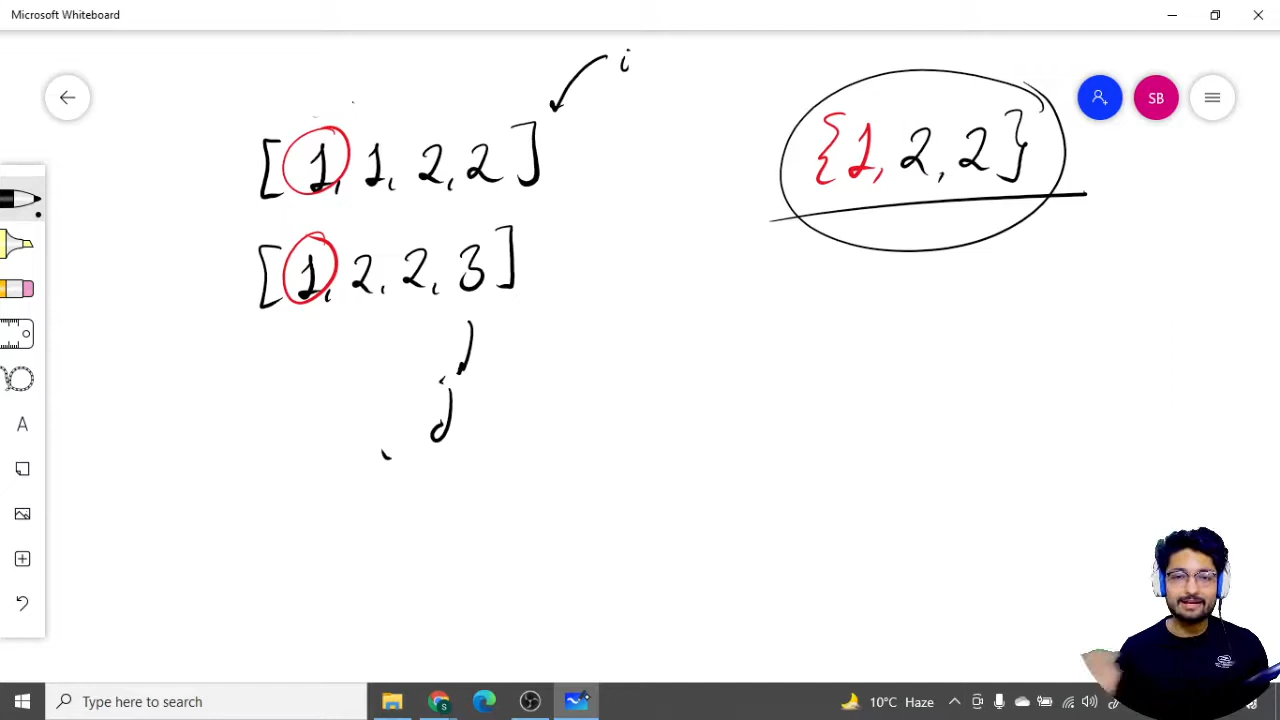 Microsoft Whiteboard
i
SB
[1, 1, 2, 2]
{1, 2, 2}
[1, 2, 2, 3]
j
A
Type here to search
10°C Haze